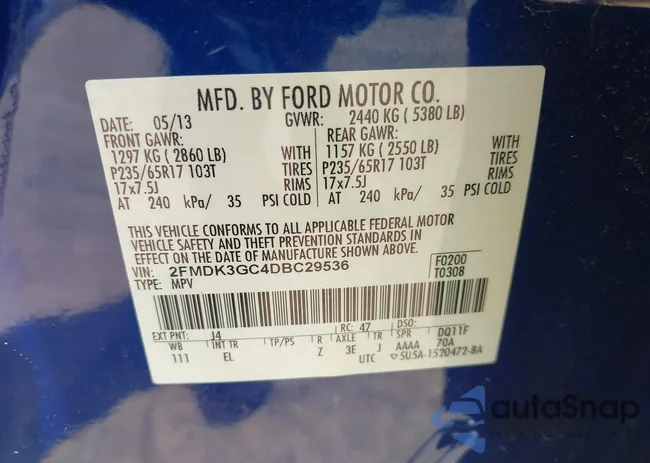 MFD. BY FORD MOTOR CO.
DATE: 05/13 GVWR: 2440 KG ( 5380 LB)
FRONT GAWR: REAR GAWR:
1297 KG ( 2860 LB) WITH 1157 KG ( 2550 LB) WITH
P235/65R17 103T TIRES P235/65R17 103T TIRES
17x7.5J RIMS 17x7.5J RIMS
AT 240 kPa/ 35 PSI COLD AT 240 kPa/ 35 PSI COLD
THIS VEHICLE CONFORMS TO ALL APPLICABLE FEDERAL MOTOR
VEHICLE SAFETY AND THEFT PREVENTION STANDARDS IN
EFFECT ON THE DATE OF MANUFACTURE SHOWN ABOVE.
VIN: 2FMDK3GC4DBC29536 F0200
TYPE: MPV T0308
EXT PNT: J4 RC: 47 DSO:
WB INT TR TP/PS R AXLE TR SPR DQ11F
111 EL Z 3E J AAAA 70A
UTC ▽5U5A-1520472-BA
autoSnap